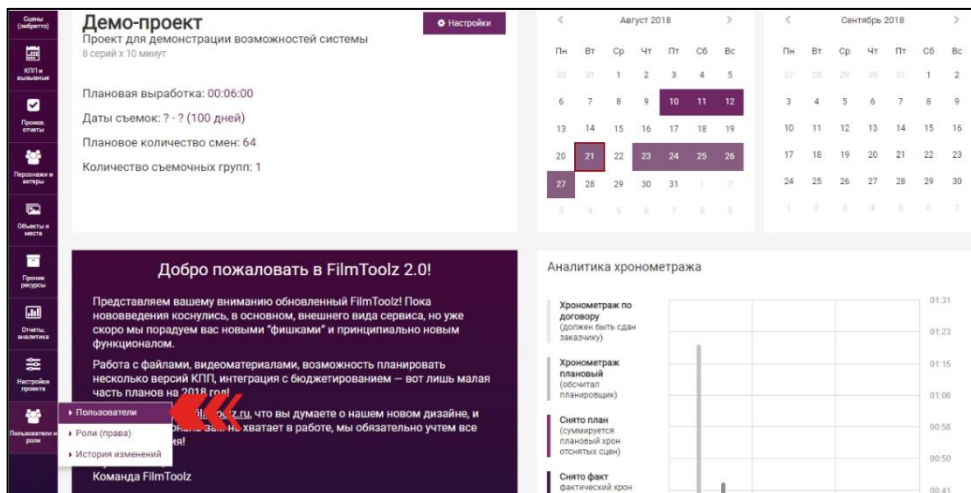 Сцены
(либретто)
КПП и
вызывные
Произв.
отчеты
Персонажи и
актеры
Объекты и
места
Прочие
ресурсы
Отчеты,
аналитика
Настройки
проекта
Пользователи и
роли
Демо-проект
Настройки
Проект для демонстрации возможностей системы
8 серий х 10 минут
Плановая выработка: 00:06:00
Даты съемок: ? - ? (100 дней)
Плановое количество смен: 64
Количество съемочных групп: 1
Август 2018
Пн Вт Ср Чт Пт Сб Вс
30 31 1 2 3 4 5
6 7 8 9 10 11 12
13 14 15 16 17 18 19
20 21 22 23 24 25 26
27 28 29 30 31 1 2
3 4 5 6 7 8 9
Сентябрь 2018
Пн Вт Ср Чт Пт Сб Вс
27 28 29 30 31 1 2
3 4 5 6 7 8 9
10 11 12 13 14 15 16
17 18 19 20 21 22 23
24 25 26 27 28 29 30
1 2 3 4 5 6 7
Добро пожаловать в FilmToolz 2.0!
Представляем вашему вниманию обновленный FilmToolz! Пока
нововведения коснулись, в основном, внешнего вида сервиса, но уже
скоро мы порадуем вас новыми "фишками" и принципиально новым
функционалом.
Работа с файлами, видеоматериалами, возможность планировать
несколько версий КПП, интеграция с бюджетированием — вот лишь малая
часть планов на 2018 год!
что вы думаете о нашем новом дизайне, и
хватает в работе, мы обязательно учтем все
Команда FilmToolz
Пользователи
Роли (права)
История изменений
Аналитика хронометража
Хронометраж по
договору
(должен быть сдан
заказчику)
Хронометраж
плановый
(обсчитал
планировщик)
Снято план
(суммируется
плановый хрон
отснятых сцен)
Снято факт
фактический хрон
01:31
01:23
01:15
01:06
00:58
00:50
00:41